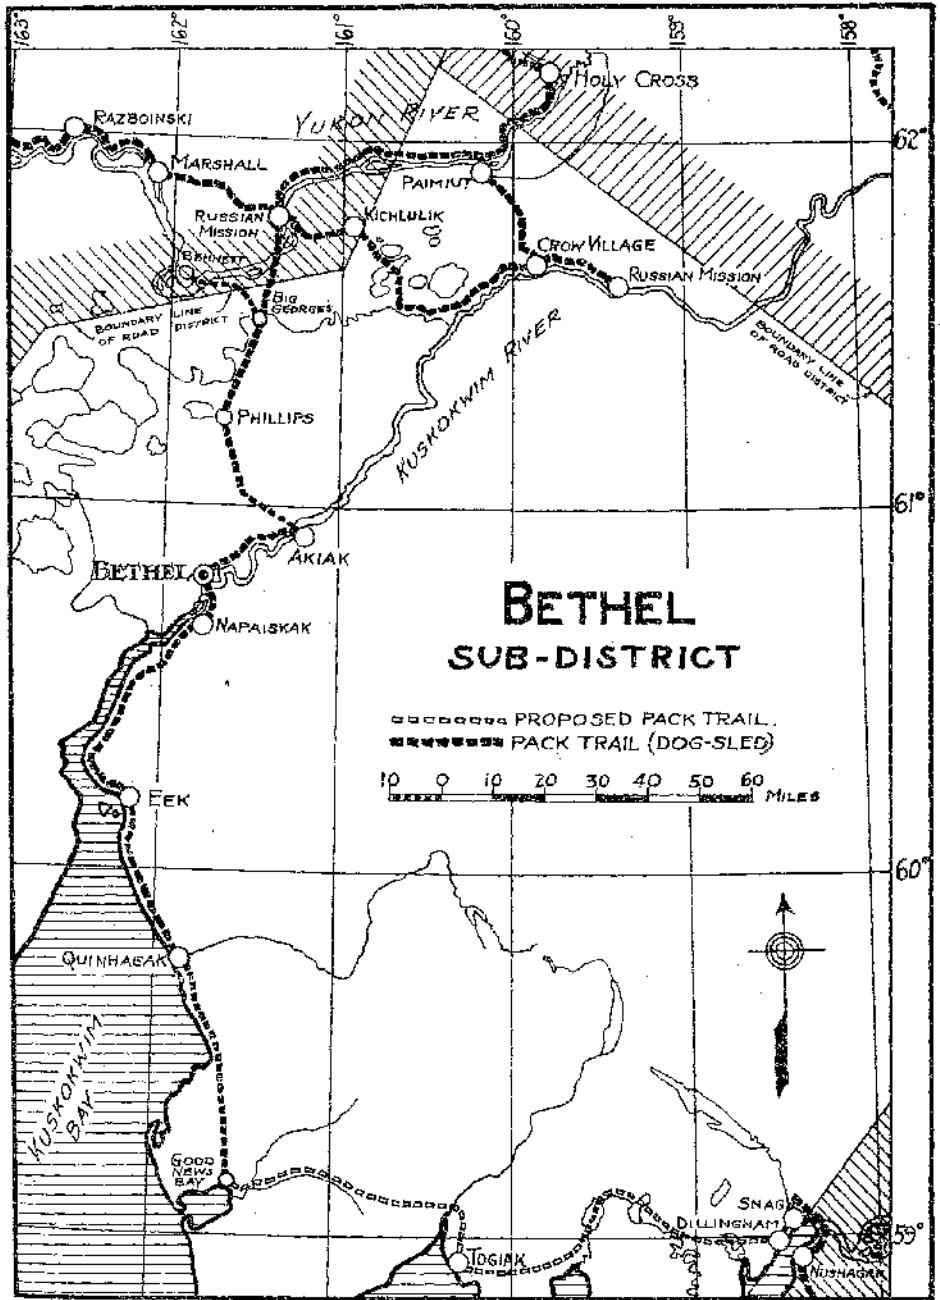 163° 162° 161° 160° 159° 158°
HOLY CROSS
RAZBOINSKI
YUKON RIVER
62°
MARSHALL
PAIMIUT
RUSSIAN
MISSION
KICHLULIK
CROW VILLAGE
BENNETT
RUSSIAN MISSION
BIG
GEORGES
BOUNDARY LINE
OF ROAD DISTRICT
BOUNDARY LINE
OF ROAD DISTRICT
KUSKOKWIM RIVER
PHILLIPS
61°
AKIAK
BETHEL
BETHEL
SUB-DISTRICT
NAPAISKAK
PROPOSED PACK TRAIL.
PACK TRAIL (DOG-SLED)
10 0 10 20 30 40 50 60
MILES
EEK
60°
QUINHAGAK
KUSKOKWIM
BAY
GOOD
NEWS
BAY
SNAG
DILLINGHAM
59°
TOGIAK
NUSHAGAK